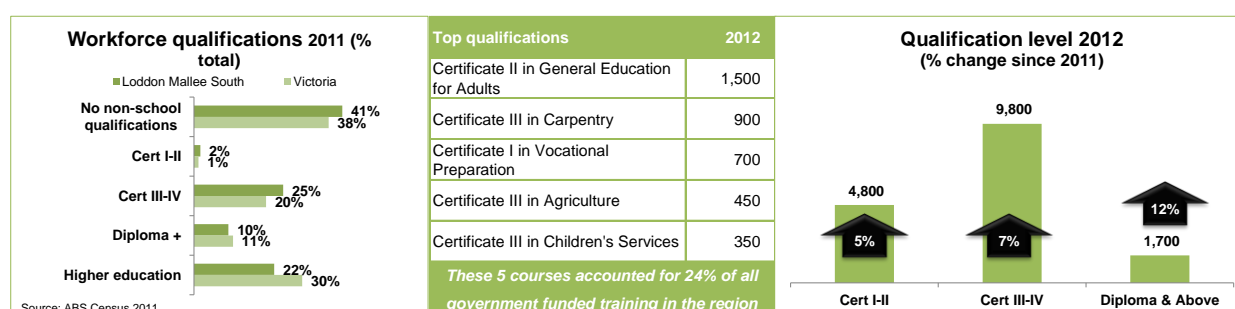 Workforce qualifications 2011 (%
total)
Loddon Mallee South
Victoria
No non-school
qualifications
41%
38%
Cert I-II
2%
1%
Cert III-IV
25%
20%
Diploma +
10%
11%
Higher education
22%
30%
Source: ABS Census 2011
Top qualifications 2012
Certificate II in General Education
for Adults
1,500
Certificate III in Carpentry 900
Certificate I in Vocational
Preparation
700
Certificate III in Agriculture 450
Certificate III in Children's Services 350
These 5 courses accounted for 24% of all
government funded training in the region
Qualification level 2012
(% change since 2011)
4,800
5%
9,800
7%
12%
1,700
Cert I-II
Cert III-IV
Diploma & Above